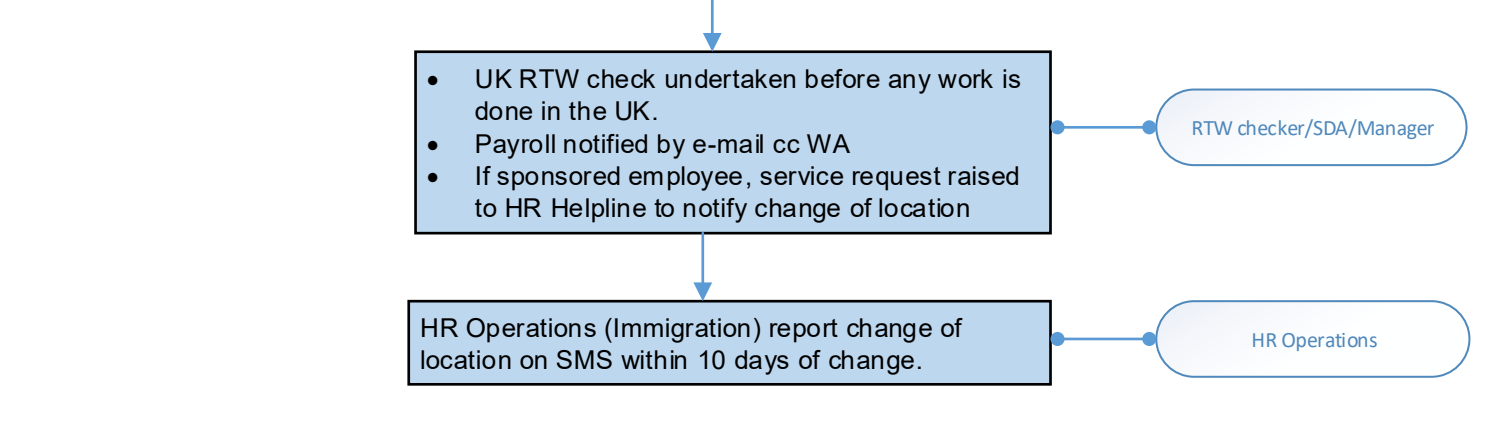 • UK RTW check undertaken before any work is
done in the UK.
• Payroll notified by e-mail cc WA
• If sponsored employee, service request raised
to HR Helpline to notify change of location
RTW checker/SDA/Manager
HR Operations (Immigration) report change of
location on SMS within 10 days of change.
HR Operations